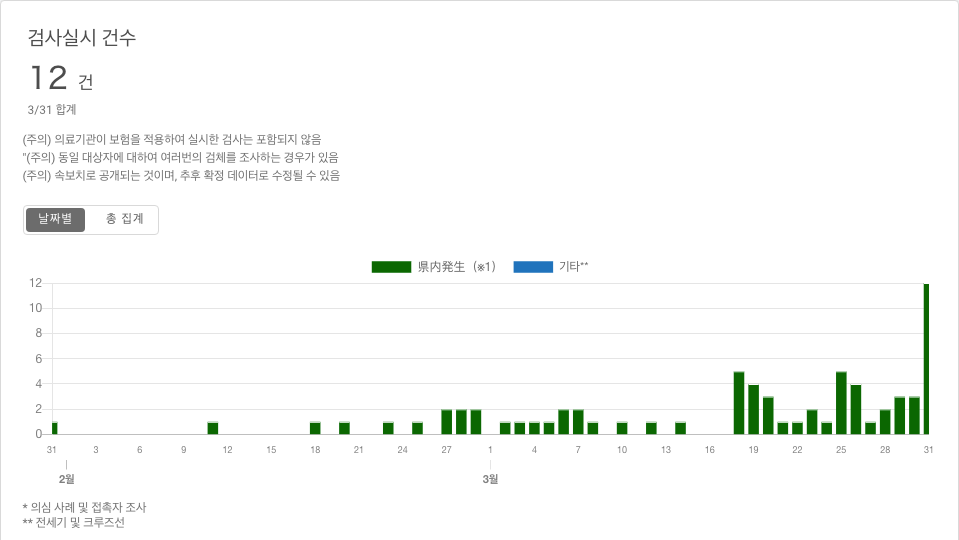 검사실시 건수
12 건
3/31 합계
(주의) 의료기관이 보험을 적용하여 실시한 검사는 포함되지 않음
"(주의) 동일 대상자에 대하여 여러번의 검체를 조사하는 경우가 있음
(주의) 속보치로 공개되는 것이며, 추후 확정 데이터로 수정될 수 있음
날짜별 총 집계
県内発生（※1） 기타**
12
10
8
6
4
2
0
31 3 6 9 12 15 18 21 24 27 1 4 7 10 13 16 19 22 25 28 31
2월 3월
* 의심 사례 및 접촉자 조사
** 전세기 및 크루즈선